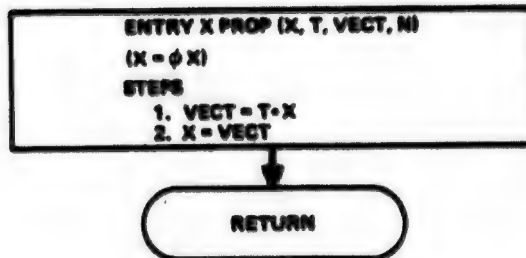 ENTRY X PROP (X, T, VECT, N)
(X = ϕ X)
STEPS
1. VECT = T • X
2. X = VECT
RETURN